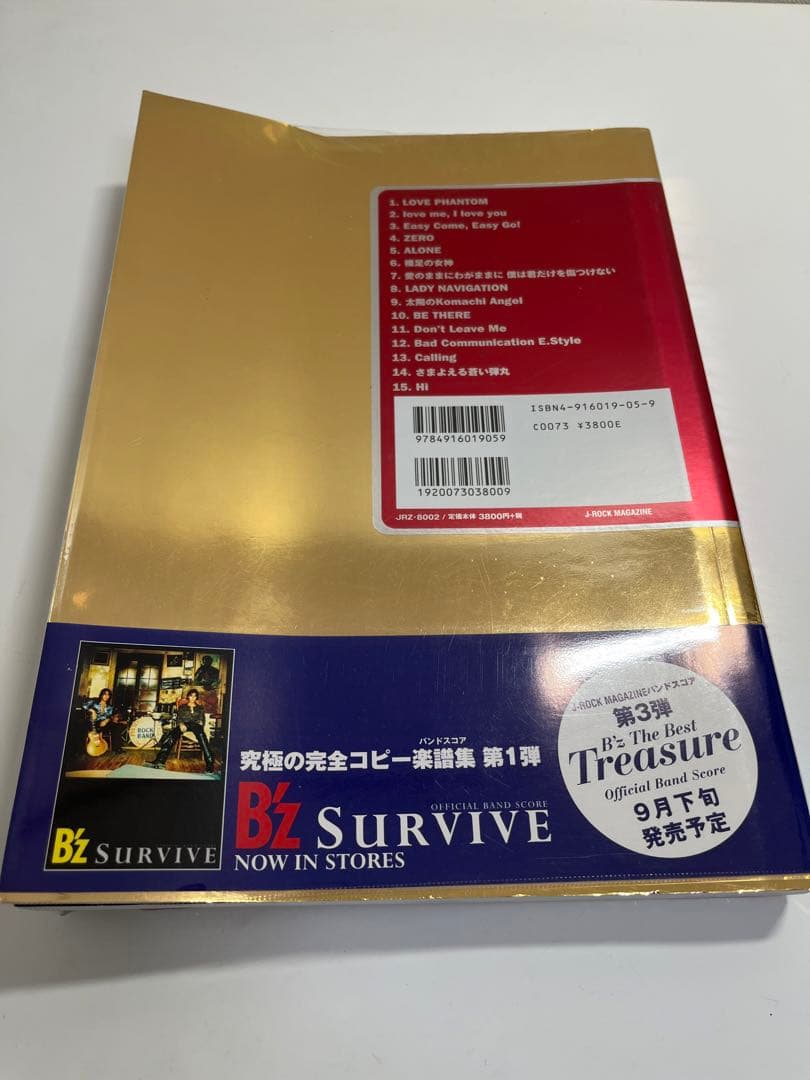 1. LOVE PHANTOM
2. love me, I love you
3. Easy Come, Easy Go!
4. ZERO
5. ALONE
6. 裸足の女神
7. 愛のままにわがままに 僕は君だけを傷つけない
8. LADY NAVIGATION
9. 太陽のKomachi Angel
10. BE THERE
11. Don't Leave Me
12. Bad Communication E.Style
13. Calling
14. さまよえる蒼い弾丸
15. Hi
ISBN4-916019-05-9
C0073 ¥3800E
9784916019059
1920073038009
JRZ-8002 / 定価本体 3800円+税
J-ROCK MAGAZINE
ROCK
BAND
B'z SURVIVE
バンドスコア
究極の完全コピー楽譜集 第1弾
OFFICIAL BAND SCORE
B'z SURVIVE
NOW IN STORES
J-ROCK MAGAZINEバンドスコア
第3弾
B'z The Best
Treasure
Official Band Score
9月下旬
発売予定